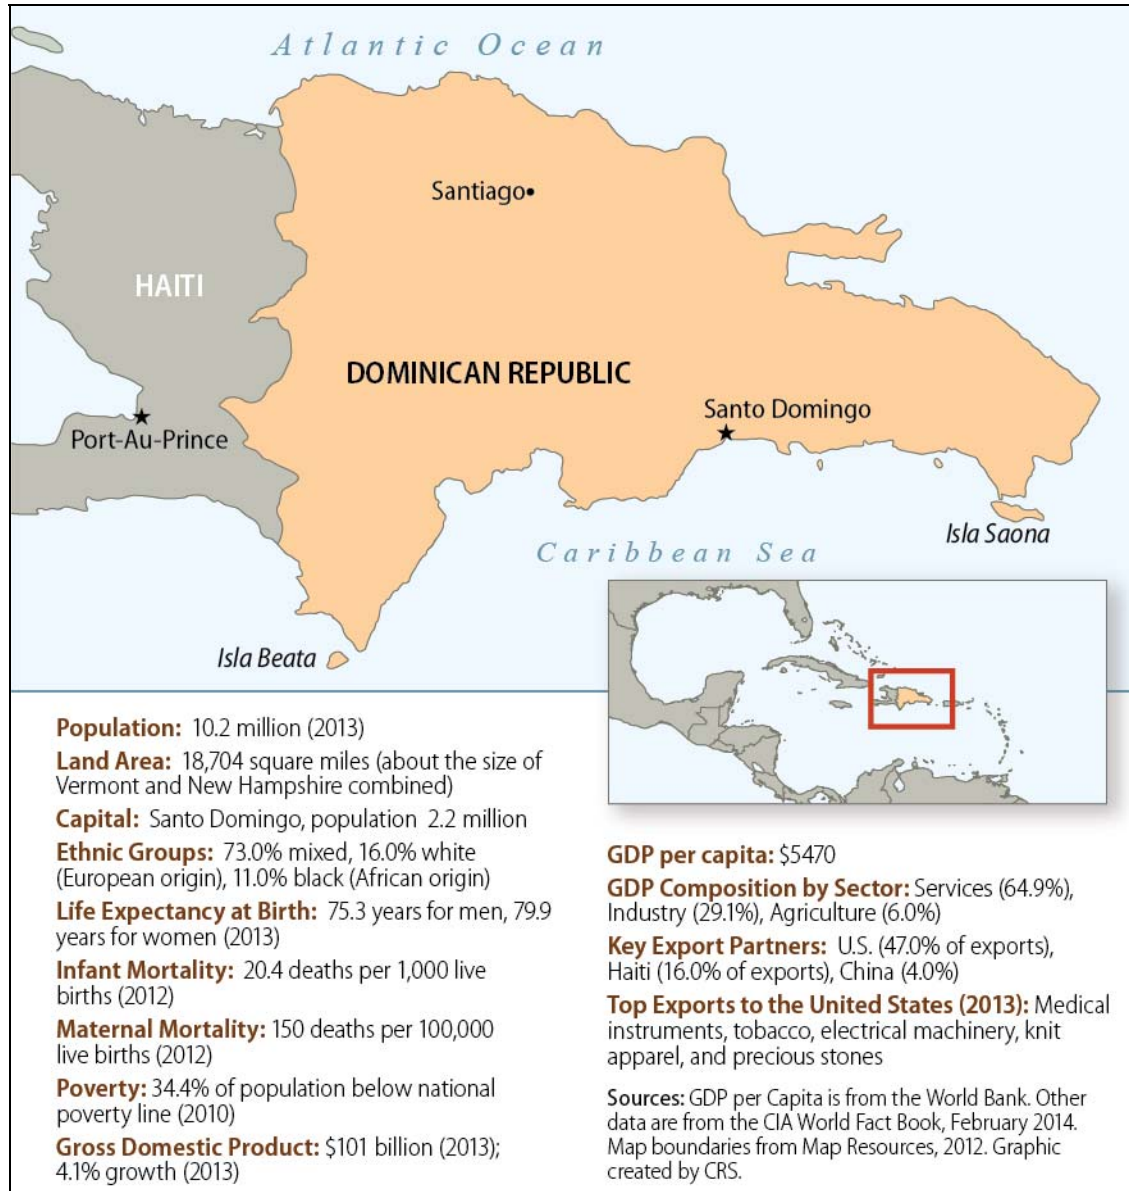 Atlantic Ocean
Santiago
HAITI
DOMINICAN REPUBLIC
Santo Domingo
Port-Au-Prince
Isla Saona
Caribbean Sea
Isla Beata
Population: 10.2 million (2013)
Land Area: 18,704 square miles (about the size of
Vermont and New Hampshire combined)
Capital: Santo Domingo, population 2.2 million
Ethnic Groups: 73.0% mixed, 16.0% white
(European origin), 11.0% black (African origin)
Life Expectancy at Birth: 75.3 years for men, 79.9
years for women (2013)
Infant Mortality: 20.4 deaths per 1,000 live
births (2012)
Maternal Mortality: 150 deaths per 100,000
live births (2012)
Poverty: 34.4% of population below national
poverty line (2010)
Gross Domestic Product: $101 billion (2013);
4.1% growth (2013)
GDP per capita: $5470
GDP Composition by Sector: Services (64.9%),
Industry (29.1%), Agriculture (6.0%)
Key Export Partners: U.S. (47.0% of exports),
Haiti (16.0% of exports), China (4.0%)
Top Exports to the United States (2013): Medical
instruments, tobacco, electrical machinery, knit
apparel, and precious stones
Sources: GDP per Capita is from the World Bank. Other
data are from the CIA World Fact Book, February 2014.
Map boundaries from Map Resources, 2012. Graphic
created by CRS.